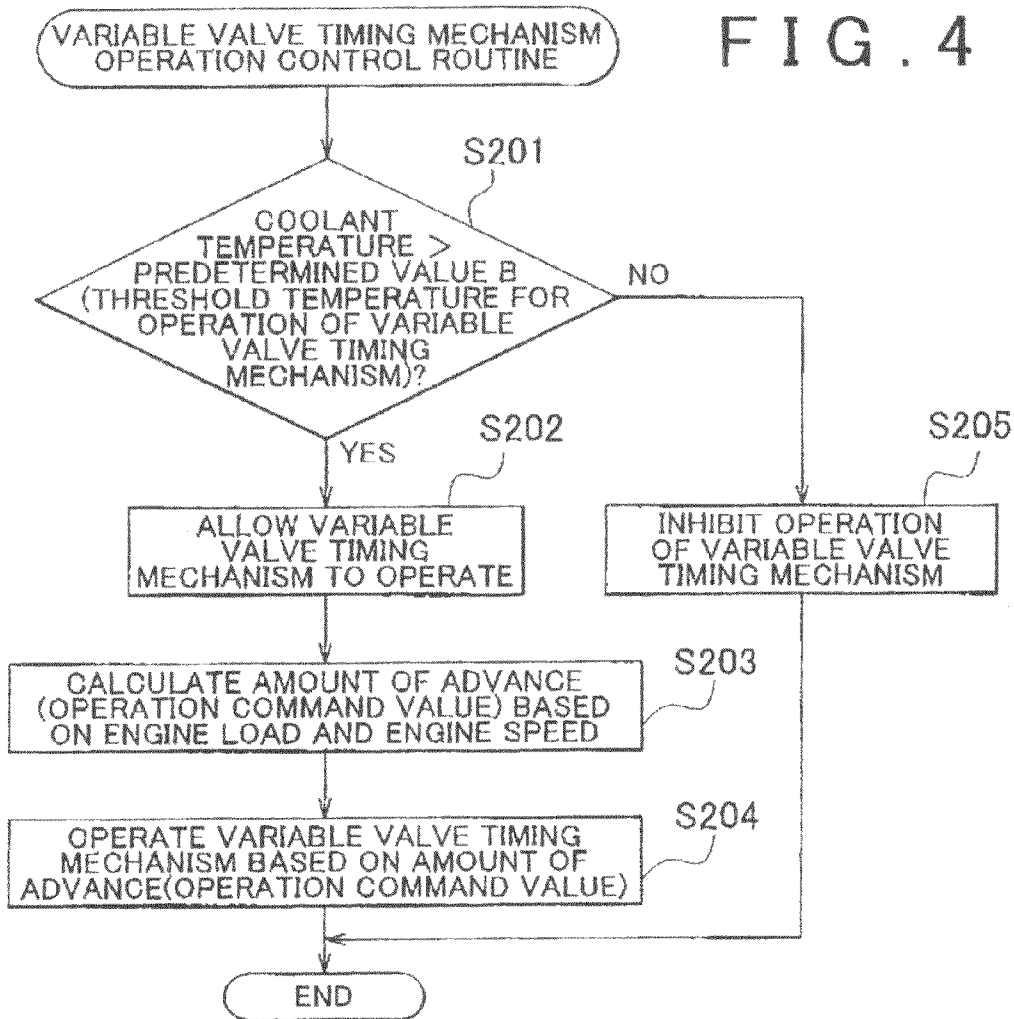 VARIABLE VALVE TIMING MECHANISM
OPERATION CONTROL ROUTINE
FIG. 4
S201
COOLANT
TEMPERATURE >
PREDETERMINED VALUE B
(THRESHOLD TEMPERATURE FOR
OPERATION OF VARIABLE
VALVE TIMING
MECHANISM)?
NO
YES
S202
ALLOW VARIABLE
VALVE TIMING
MECHANISM TO OPERATE
S205
INHIBIT OPERATION
OF VARIABLE VALVE
TIMING MECHANISM
S203
CALCULATE AMOUNT OF ADVANCE
(OPERATION COMMAND VALUE) BASED
ON ENGINE LOAD AND ENGINE SPEED
S204
OPERATE VARIABLE VALVE TIMING
MECHANISM BASED ON AMOUNT OF
ADVANCE(OPERATION COMMAND VALUE)
END